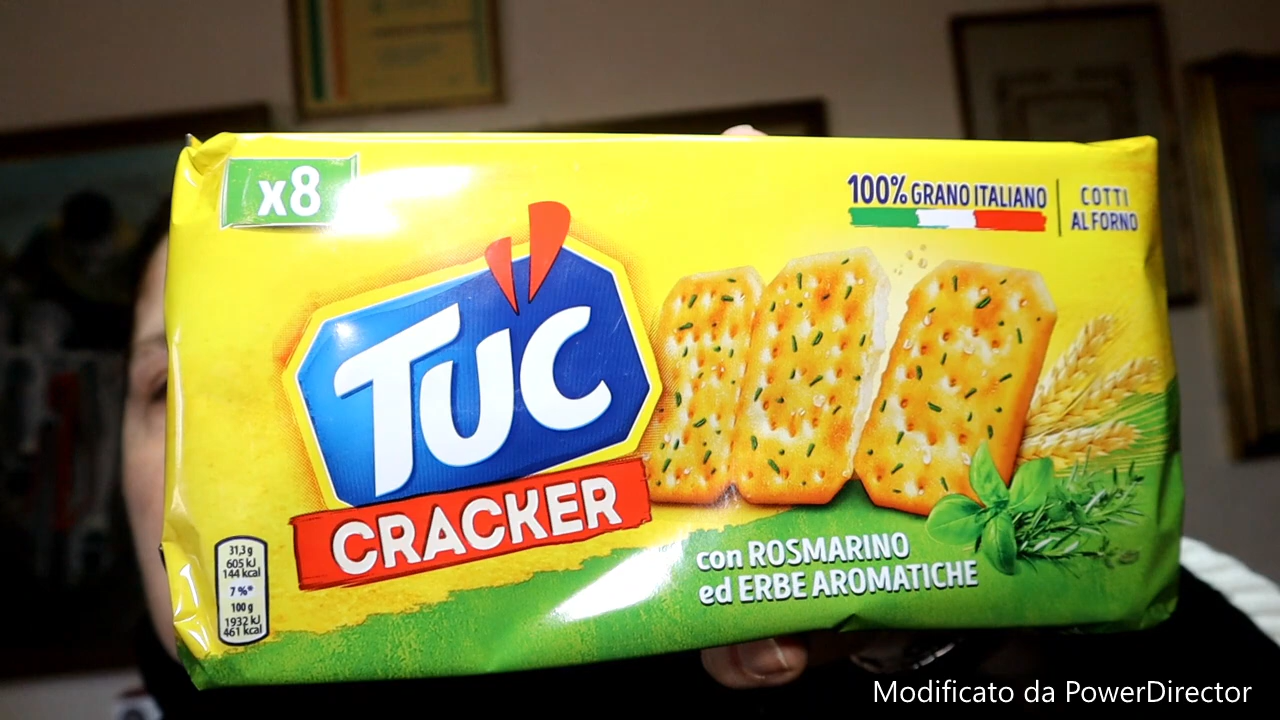 x8
100% GRANO ITALIANO
COTTI
AL FORNO
TUC
CRACKER
con ROSMARINO
ed ERBE AROMATICHE
31,3 g
605 kJ
144 kcal
7 %*
100 g
1932 kJ
461 kcal
Modificato da PowerDirector